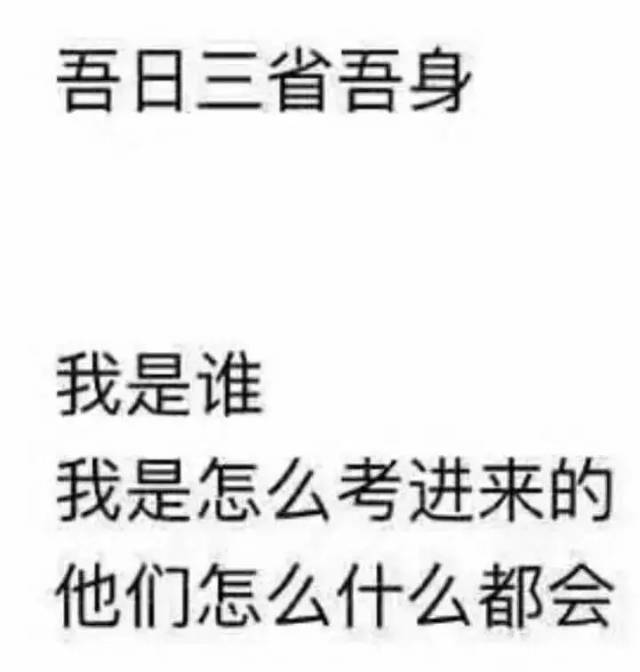 吾日三省吾身
我是谁
我是怎么考进来的
他们怎么什么都会